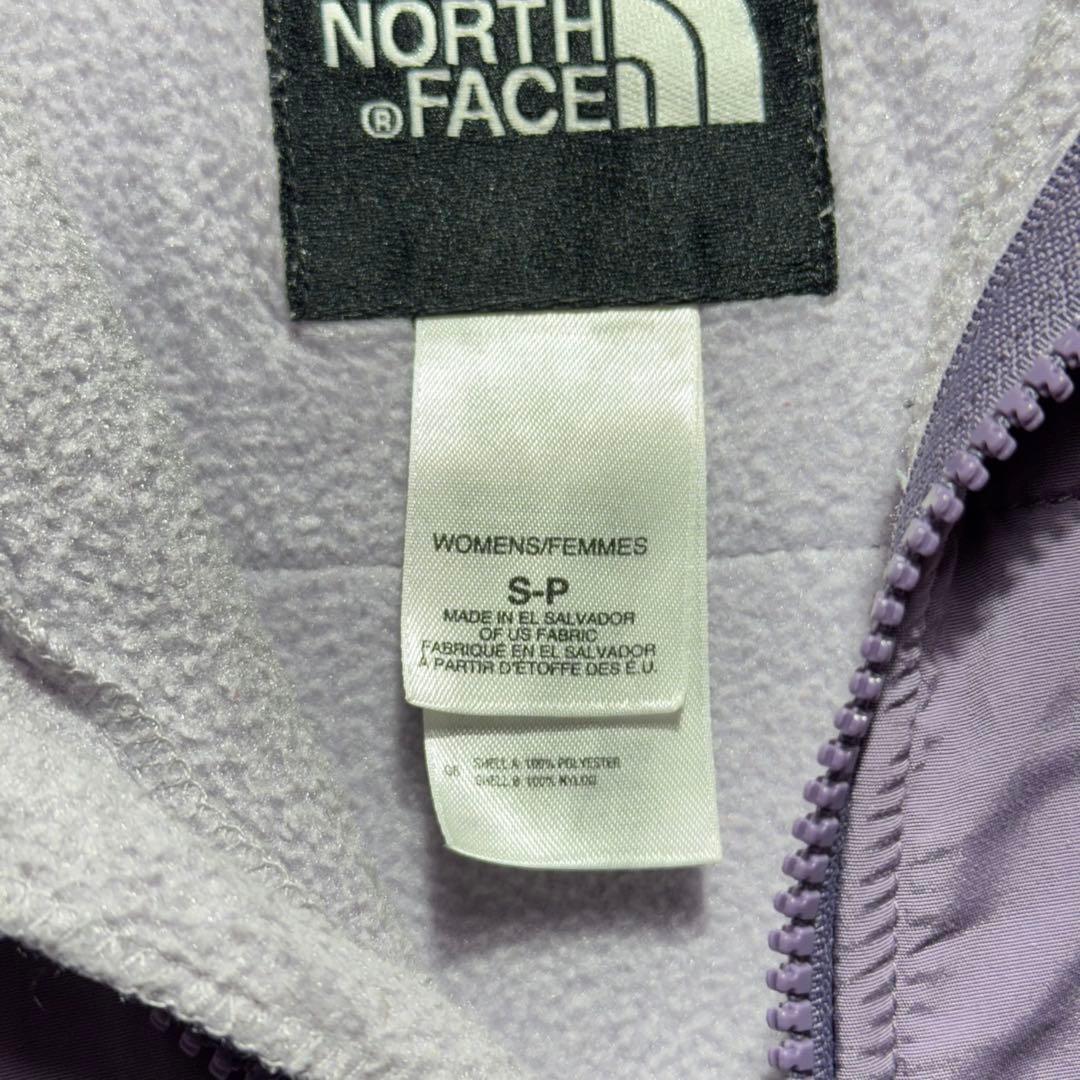 NORTH
®FACE
WOMENS/FEMMES
S-P
MADE IN EL SALVADOR
OF US FABRIC
FABRIQUÉ EN EL SALVADOR
À PARTIR D'ÉTOFFE DES É.U.
SHELL A: 100% POLYESTER
SHELL B: 100% NYLON